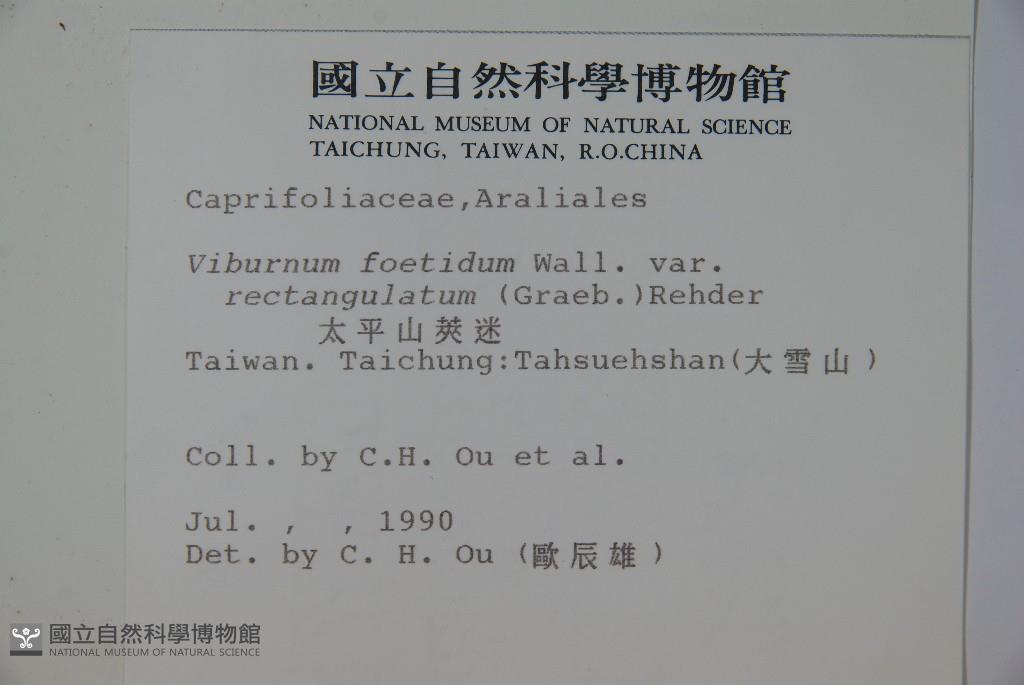 國立自然科學博物館
NATIONAL MUSEUM OF NATURAL SCIENCE
TAICHUNG, TAIWAN, R.O.CHINA
Caprifoliaceae,Araliales
Viburnum foetidum Wall. var.
rectangulatum (Graeb.)Rehder
太平山莢迷
Taiwan. Taichung:Tahsuehshan(大雪山)
Coll. by C.H. Ou et al.
Jul. , , 1990
Det. by C. H. Ou (歐辰雄)
國立自然科學博物館
NATIONAL MUSEUM OF NATURAL SCIENCE